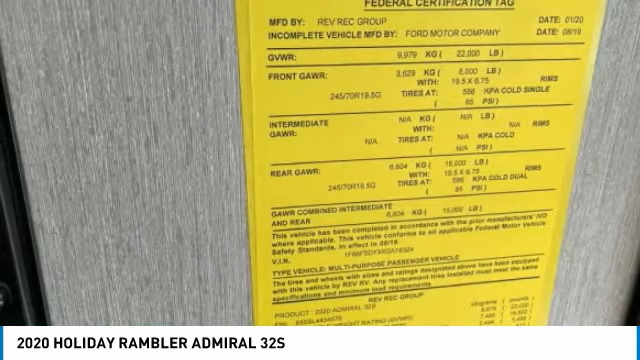 FEDERAL CERTIFICATION TAG
MFD BY: REV REC GROUP DATE: 01/20
INCOMPLETE VEHICLE MFD BY: FORD MOTOR COMPANY DATE: 08/19
GVWR: 9,979 KG ( 22,000 LB )
FRONT GAWR: 3,629 KG ( 8,000 LB )
WITH: 19.5 X 6.75 RIMS
245/70R19.5G TIRES AT: 586 KPA COLD SINGLE
( 85 PSI )
INTERMEDIATE N/A KG ( N/A LB )
GAWR: WITH: N/A RIMS
N/A TIRES AT: N/A KPA COLD
( N/A PSI )
REAR GAWR: 6,804 KG ( 15,000 LB )
WITH: 19.5 X 6.75 RIMS
245/70R19.5G TIRES AT: 586 KPA COLD DUAL
( 85 PSI )
GAWR COMBINED INTERMEDIATE
AND REAR 6,804 KG ( 15,000 LB )
This vehicle has been completed in accordance with the prior manufacturers' IVD
where applicable. This vehicle conforms to all applicable Federal Motor Vehicle
Safety Standards, in effect in 08/19
V.I.N.
TYPE VEHICLE: MULTI-PURPOSE PASSENGER VEHICLE
The tires and wheels with sizes and ratings designated above have been equipped
with this vehicle by REV RV. Any replacement tires installed must meet the same
specifications and minimum load requirements.
REV REC GROUP
PRODUCT: 2020 ADMIRAL 32S kilograms ( pounds )
9,979 ( 22,000 )
2020 HOLIDAY RAMBLER ADMIRAL 32S